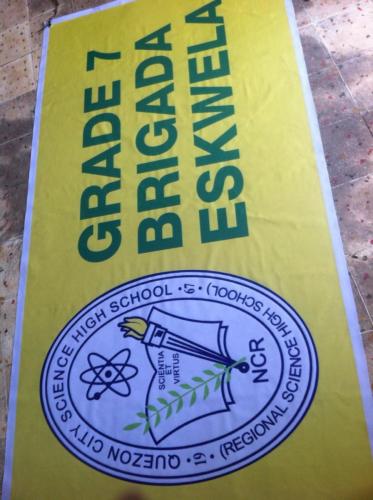 GRADE 7
BRIGADA
ESKWELA
QUEZON CITY SCIENCE HIGH SCHOOL
(REGIONAL SCIENCE HIGH SCHOOL)
SCIENTIA
ET
VIRTUS
NCR